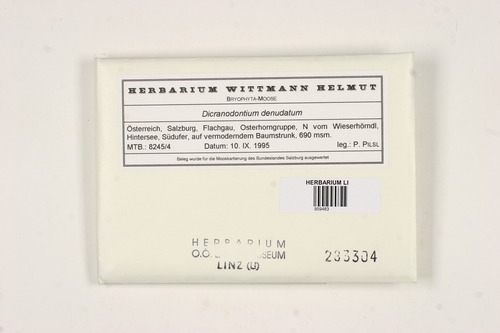 HERBARIUM WITTMANN HELMUT
BRYOPHYTA-MOOSE
Dicranodontium denudatum
Österreich, Salzburg, Flachgau, Osterhorngruppe, N vom Wieserhörndl,
Hintersee, Südufer, auf vermoderndem Baumstrunk, 690 msm.
MTB.: 8245/4 Datum: 10. IX. 1995 leg.: P. PILSL
Beleg wurde für die Mooskartierung des Bundeslandes Salzburg ausgewertet
HERBARIUM LI
HERBARIUM
O.Ö. SEUM
LINZ (U)